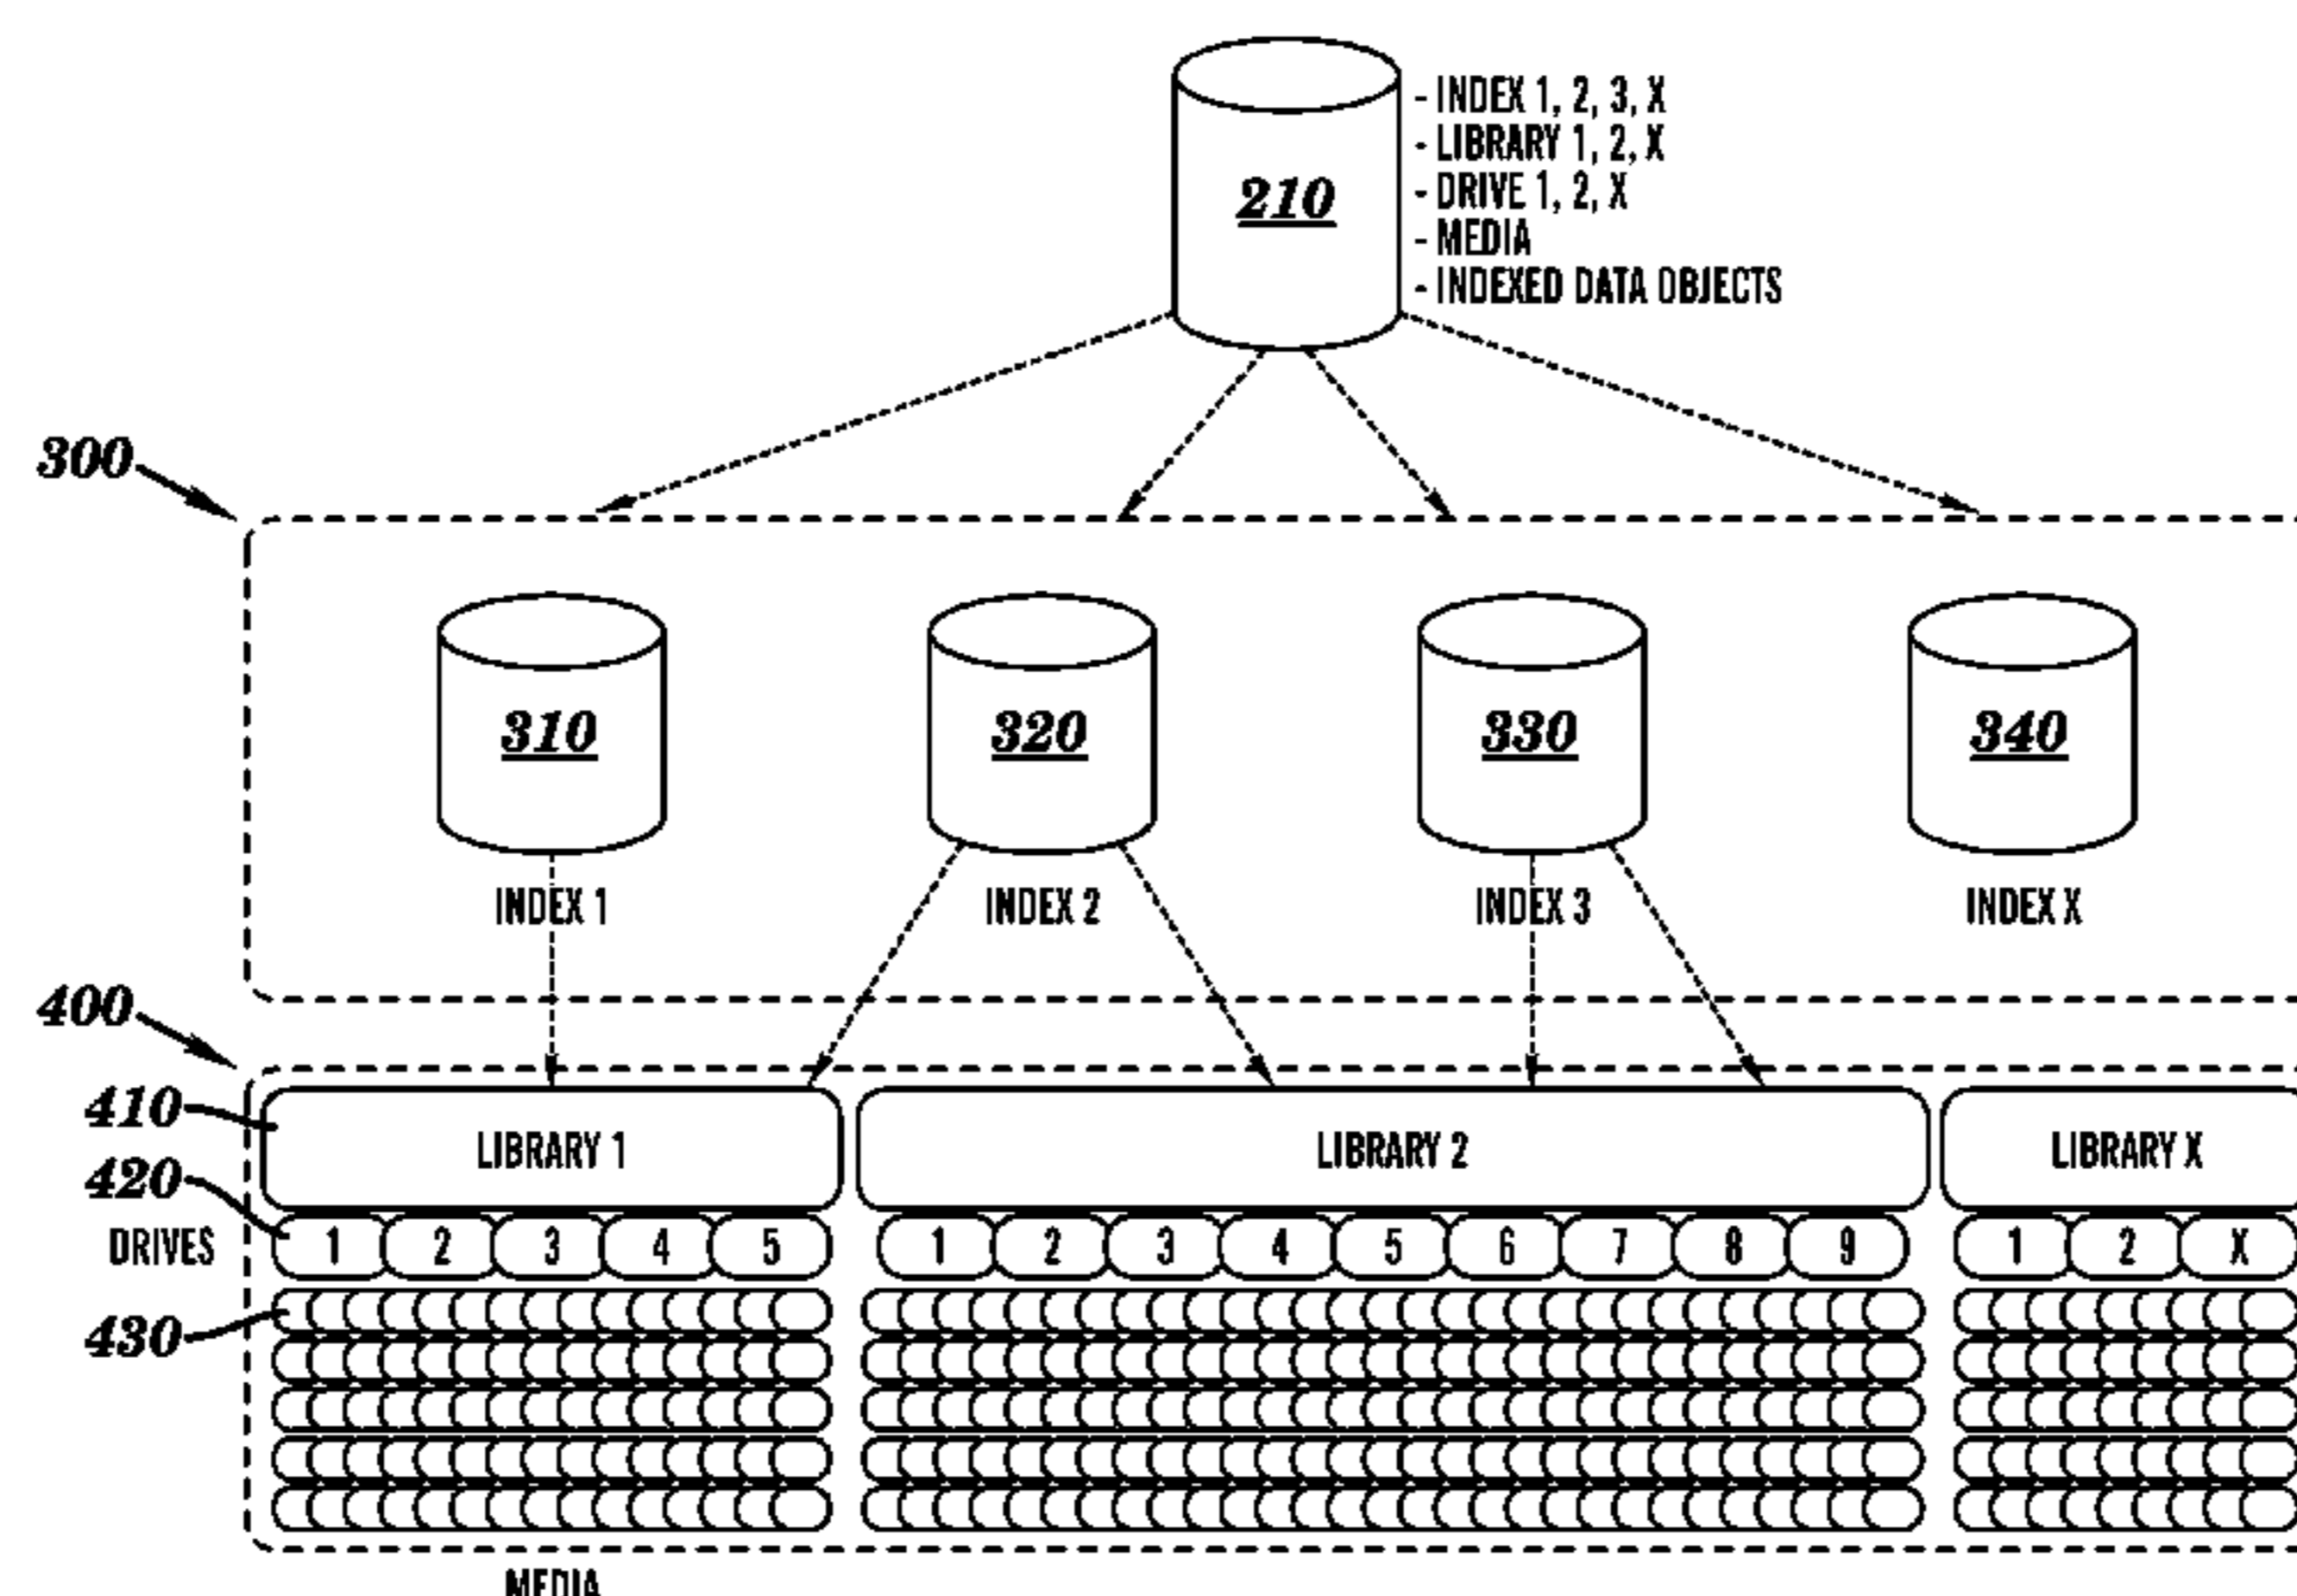 210
- INDEX 1, 2, 3, X
- LIBRARY 1, 2, X
- DRIVE 1, 2, X
- MEDIA
- INDEXED DATA OBJECTS
300
310
320
330
340
INDEX 1
INDEX 2
INDEX 3
INDEX X
400
410
LIBRARY 1
LIBRARY 2
LIBRARY X
420
DRIVES
1 2 3 4 5
1 2 3 4 5 6 7 8 9
1 2 X
430
MEDIA